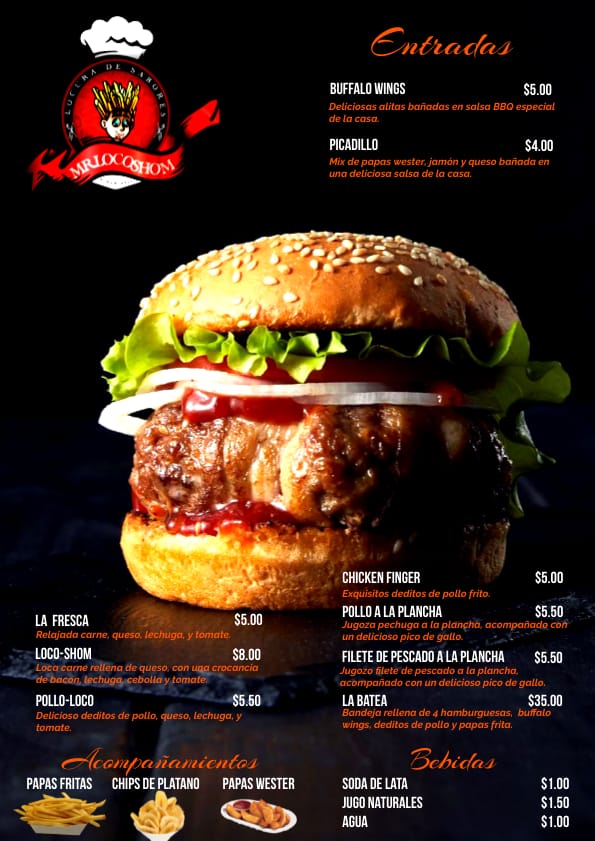 LOCURA DE SABORES
MR.LOCOSHOM
Entradas
BUFFALO WINGS $5.00
Deliciosas alitas bañadas en salsa BBQ especial
de la casa.
PICADILLO $4.00
Mix de papas wester, jamón y queso bañada en
una deliciosa salsa de la casa.
LA FRESCA $5.00
Relajada carne, queso, lechuga, y tomate.
LOCO-SHOM $8.00
Loca carne rellena de queso, con una crocancia
de bacon, lechuga, cebolla y tomate.
POLLO-LOCO $5.50
Delicioso deditos de pollo, queso, lechuga, y
tomate.
CHICKEN FINGER $5.00
Exquisitos deditos de pollo frito.
POLLO A LA PLANCHA $5.50
Jugoza pechuga a la plancha, acompañado con
un delicioso pico de gallo.
FILETE DE PESCADO A LA PLANCHA $5.50
Jugozo filete de pescado a la plancha,
acompañado con un delicioso pico de gallo.
LA BATEA $35.00
Bandeja rellena de 4 hamburguesas, buffalo
wings, deditos de pollo y papas frita.
Acompañamientos
PAPAS FRITAS CHIPS DE PLATANO PAPAS WESTER
Bebidas
SODA DE LATA $1.00
JUGO NATURALES $1.50
AGUA $1.00